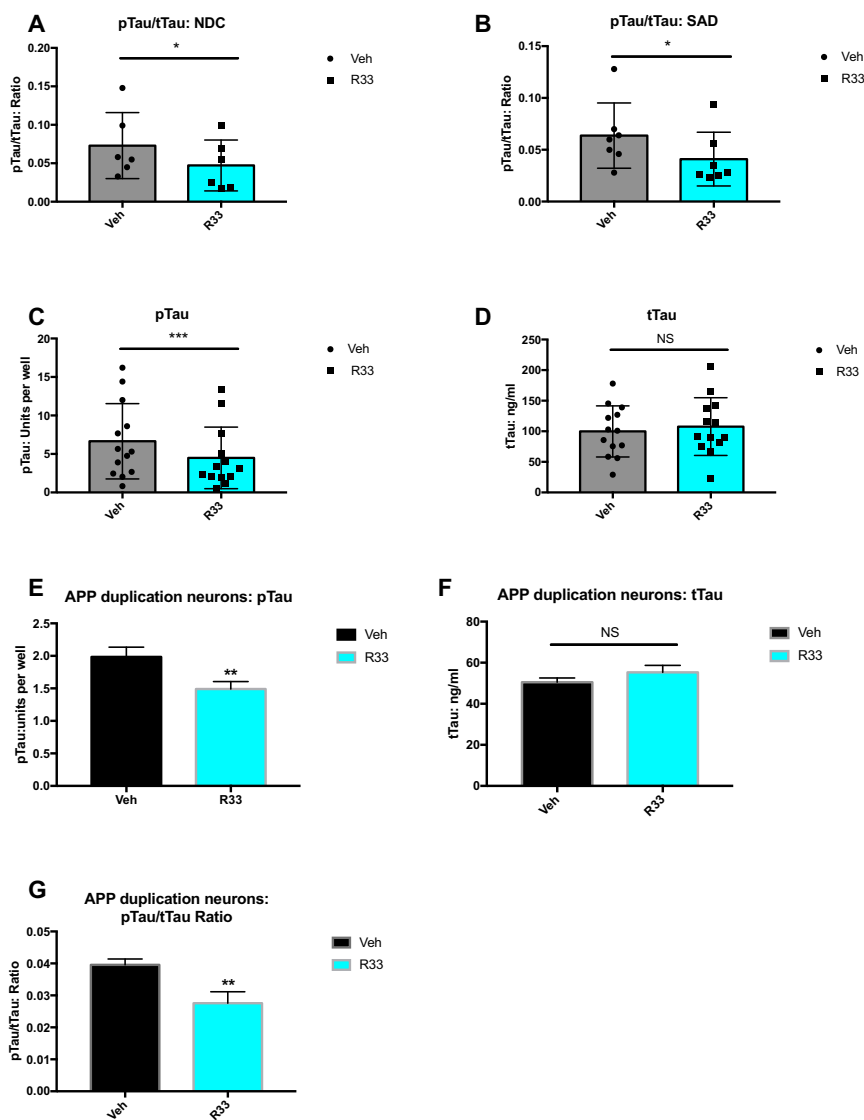 A
pTau/tTau: NDC
*
pTau/tTau: Ratio
0.20
0.15
0.10
0.05
0.00
Veh
R33
Veh
R33
B
pTau/tTau: SAD
*
pTau/tTau: Ratio
0.15
0.10
0.05
0.00
Veh
R33
Veh
R33
C
pTau
***
pTau: Units per well
20
15
10
5
0
Veh
R33
Veh
R33
D
tTau
NS
tTau: ng/ml
250
200
150
100
50
0
Veh
R33
Veh
R33
E
APP duplication neurons: pTau
**
pTau:units per well
2.5
2.0
1.5
1.0
0.5
0.0
Veh
R33
Veh
R33
F
APP duplication neurons: tTau
NS
tTau: ng/ml
80
60
40
20
0
Veh
R33
Veh
R33
G
APP duplication neurons:
pTau/tTau Ratio
**
pTau/tTau: Ratio
0.05
0.04
0.03
0.02
0.01
0.00
Veh
R33
Veh
R33